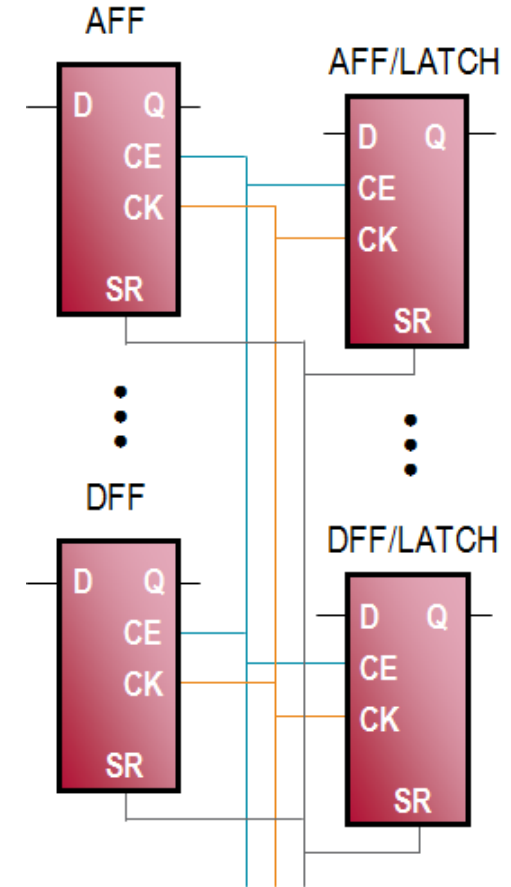 AFF
D Q
CE
CK
SR
AFF/LATCH
D Q
CE
CK
SR
DFF
D Q
CE
CK
SR
DFF/LATCH
D Q
CE
CK
SR